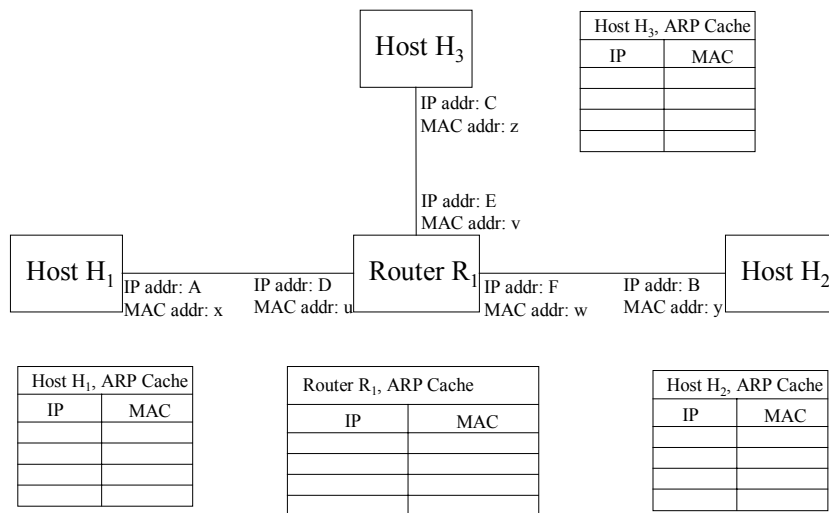 Host H₃
Host H₃, ARP Cache
IP MAC
IP addr: C
MAC addr: z
IP addr: E
MAC addr: v
Host H₁
Router R₁
Host H₂
IP addr: A
MAC addr: x
IP addr: D
MAC addr: u
IP addr: F
MAC addr: w
IP addr: B
MAC addr: y
Host H₁, ARP Cache
IP MAC
Router R₁, ARP Cache
IP MAC
Host H₂, ARP Cache
IP MAC